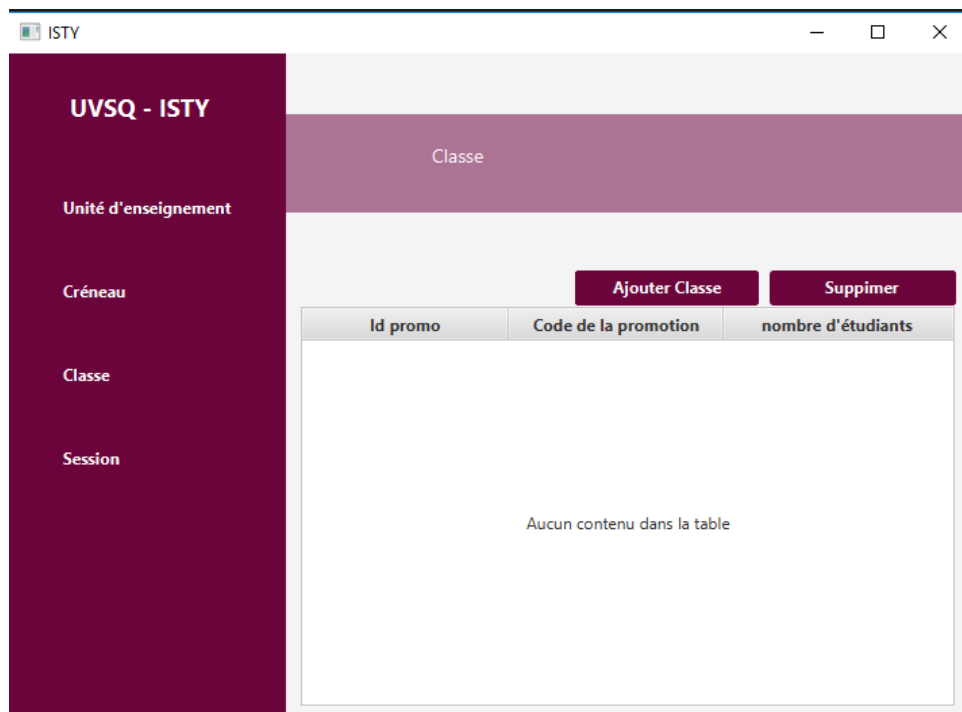 ISTY
UVSQ - ISTY
Unité d'enseignement
Créneau
Classe
Session
Classe
Ajouter Classe
Suppimer
Id promo
Code de la promotion
nombre d'étudiants
Aucun contenu dans la table